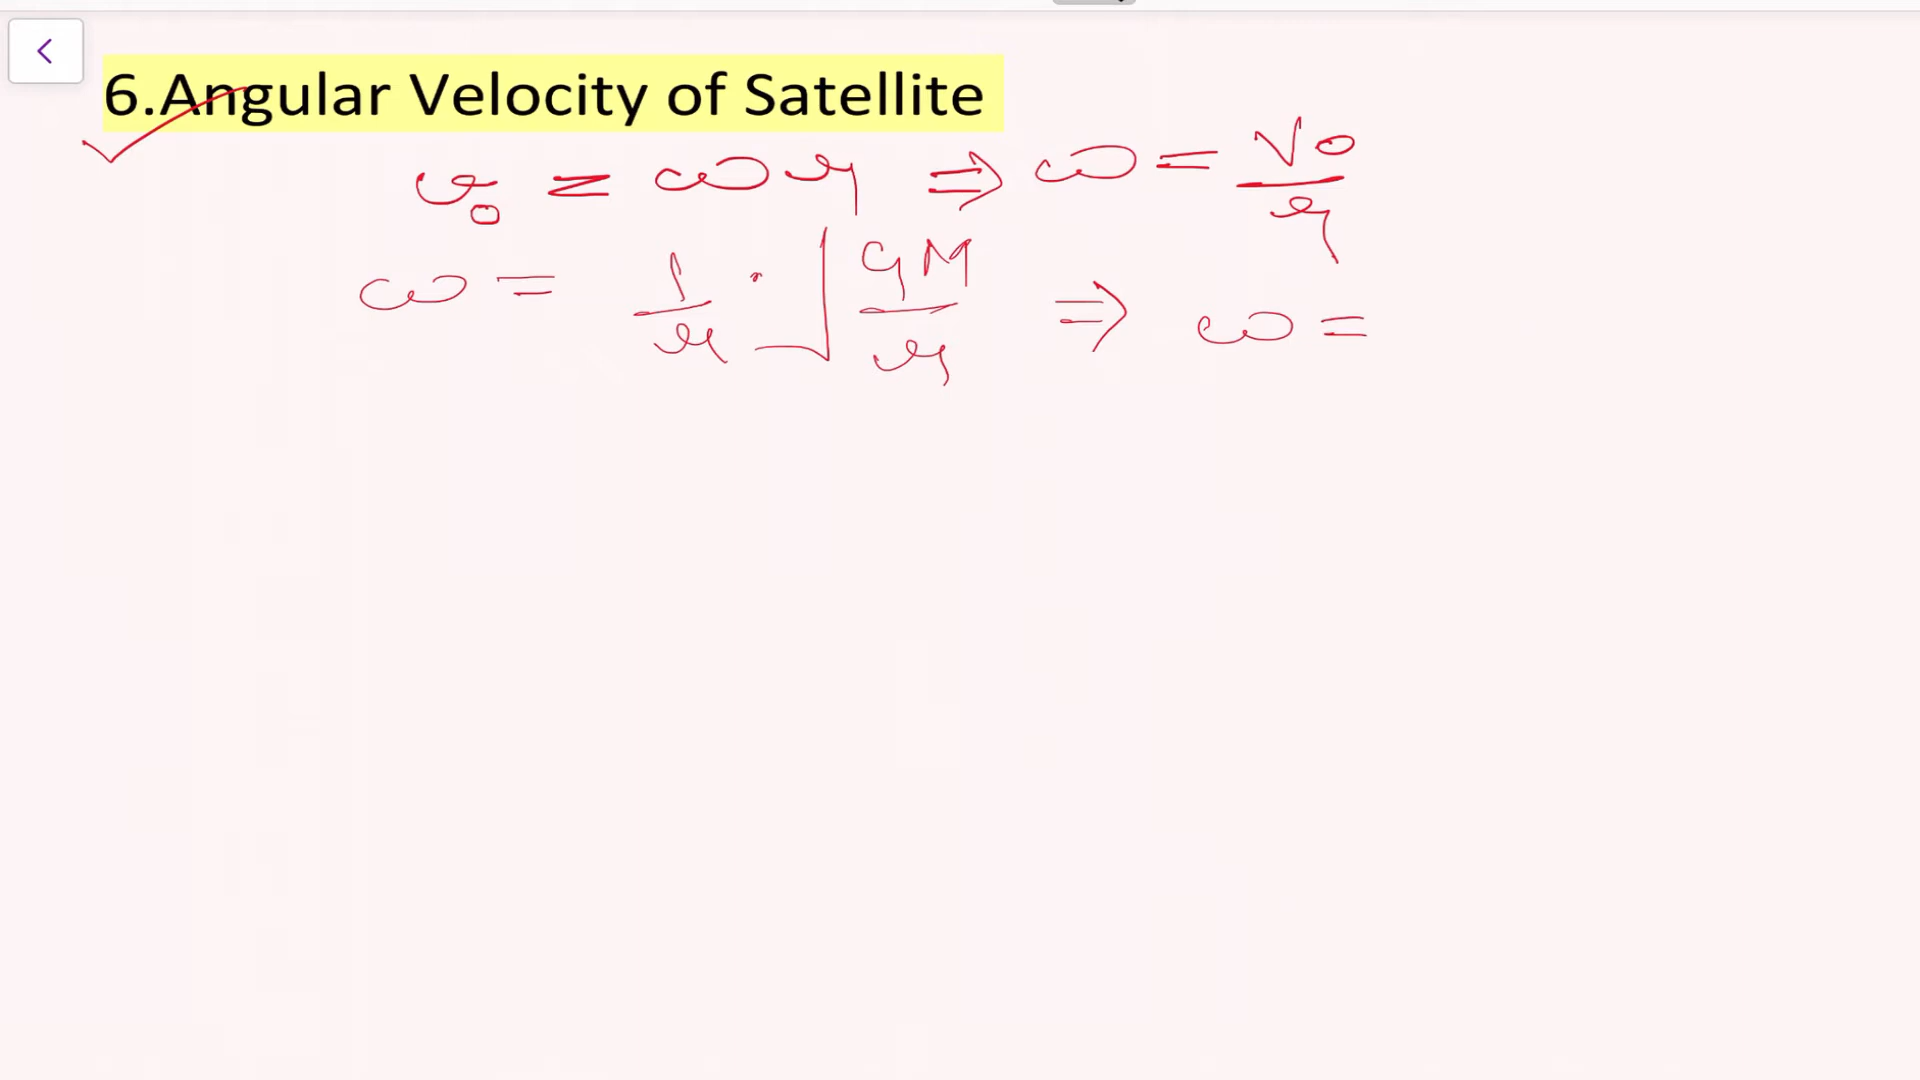 6.Angular Velocity of Satellite
v₀ = ωr ⇒ ω = V₀/r
ω = 1/r · √GM/r ⇒ ω =